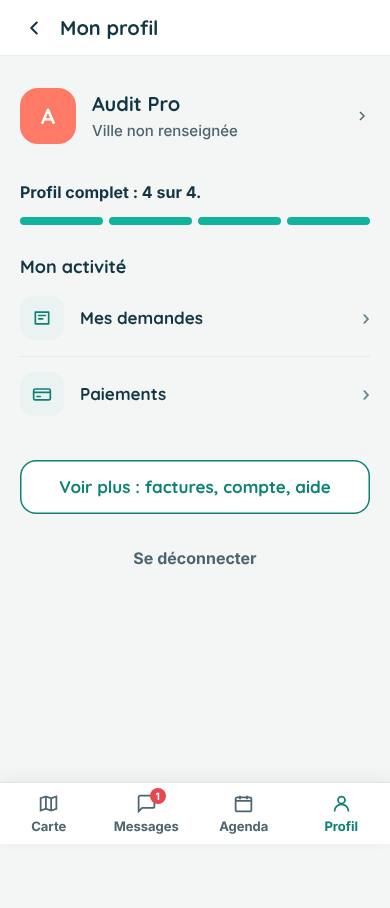 Mon profil
A
Audit Pro
Ville non renseignée
Profil complet : 4 sur 4.
Mon activité
Mes demandes
Paiements
Voir plus : factures, compte, aide
Se déconnecter
1
Carte
Messages
Agenda
Profil